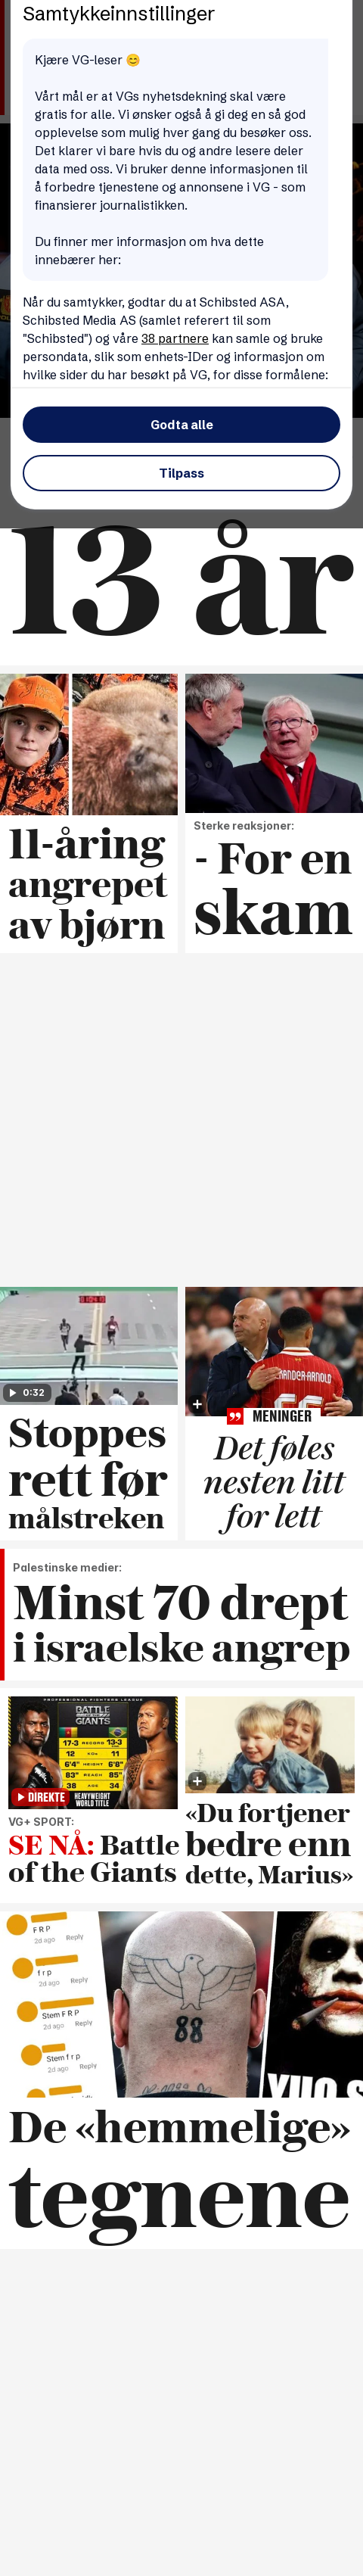 Samtykkeinnstillinger
Kjære VG-leser 😊
Vårt mål er at VGs nyhetsdekning skal være
gratis for alle. Vi ønsker også å gi deg en så god
opplevelse som mulig hver gang du besøker oss.
Det klarer vi bare hvis du og andre lesere deler
data med oss. Vi bruker denne informasjonen til
å forbedre tjenestene og annonsene i VG - som
finansierer journalistikken.
Du finner mer informasjon om hva dette
innebærer her:
Når du samtykker, godtar du at Schibsted ASA,
Schibsted Media AS (samlet referert til som
"Schibsted") og våre 38 partnere kan samle og bruke
persondata, slik som enhets-IDer og informasjon om
hvilke sider du har besøkt på VG, for disse formålene:
Godta alle
Tilpass
13 år
11-åring
angrepet
av bjørn
Sterke reaksjoner:
- For en
skam
0:32
Stoppes
rett før
målstreken
ALEXANDER-ARNOLD
MENINGER
Det føles
nesten litt
for lett
Palestinske medier:
Minst 70 drept
i israelske angrep
PROFESSIONAL FIGHTERS LEAGUE
BATTLE
GIANTS
17-3 RECORD 13-3
12 KOs 11
6'4" HEIGHT 6'8"
83" REACH 85"
38 AGE 34
HEAVYWEIGHT
WORLD TITLE
DIREKTE
VG+ SPORT:
SE NÅ: Battle
of the Giants
«Du fortjener
bedre enn
dette, Marius»
F R P
2d ago Reply
f r p
2d ago Reply
Stem F R P
2d ago Reply
Stem f r p
2d ago Reply
88
De «hemmelige»
tegnene